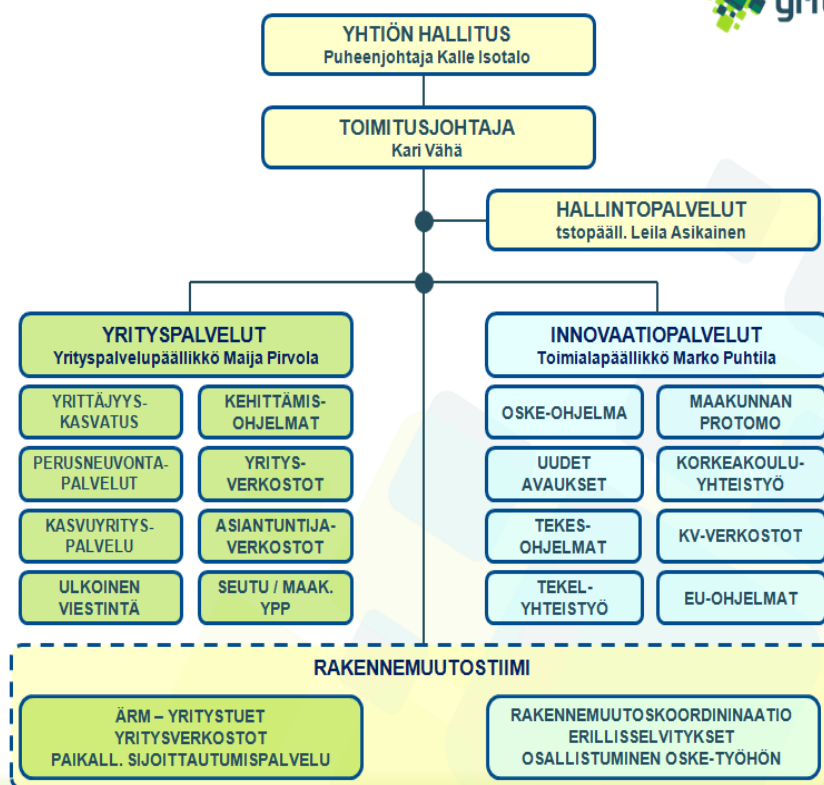 YHTIÖN HALLITUS
Puheenjohtaja Kalle Isotalo
TOIMITUSJOHTAJA
Kari Vähä
HALLINTOPALVELUT
tstopääll. Leila Asikainen
YRITYSPALVELUT
Yrityspalvelupäällikkö Maija Pirvola
YRITTÄJYYS-
KASVATUS
KEHITTÄMIS-
OHJELMAT
PERUSNEUVONTA-
PALVELUT
YRITYS-
VERKOSTOT
KASVUYRITYS-
PALVELU
ASIANTUNTIJA-
VERKOSTOT
ULKOINEN
VIESTINTÄ
SEUTU / MAAK.
YPP
INNOVAATIOPALVELUT
Toimialapäällikkö Marko Puhtila
OSKE-OHJELMA
MAAKUNNAN
PROTOMO
UUDET
AVAUKSET
KORKEAKOULU-
YHTEISTYÖ
TEKES-
OHJELMAT
KV-VERKOSTOT
TEKEL-
YHTEISTYÖ
EU-OHJELMAT
RAKENNEMUUTOSTIIMI
ÄRM – YRITYSTUET
YRITYSVERKOSTOT
PAIKALL. SIJOITTAUTUMISPALVELU
RAKENNEMUUTOSKOORDININAATIO
ERILLISSELVITYKSET
OSALLISTUMINEN OSKE-TYÖHÖN